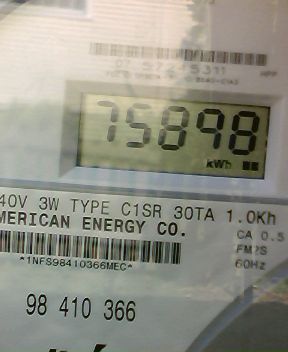 75898
kWh
40V 3W TYPE C1SR 30TA 1.0Kh
MERICAN ENERGY CO.
CA 0.5
FM2S
60Hz
*1NFS98410366MEC*
98 410 366